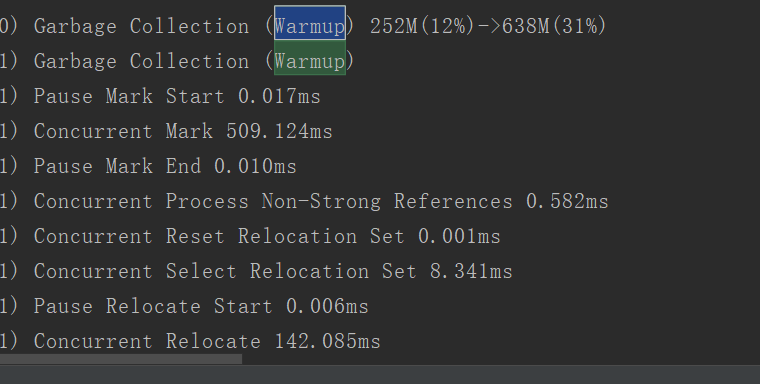 0) Garbage Collection (Warmup) 252M(12%)->638M(31%)
1) Garbage Collection (Warmup)
1) Pause Mark Start 0.017ms
1) Concurrent Mark 509.124ms
1) Pause Mark End 0.010ms
1) Concurrent Process Non-Strong References 0.582ms
1) Concurrent Reset Relocation Set 0.001ms
1) Concurrent Select Relocation Set 8.341ms
1) Pause Relocate Start 0.006ms
1) Concurrent Relocate 142.085ms